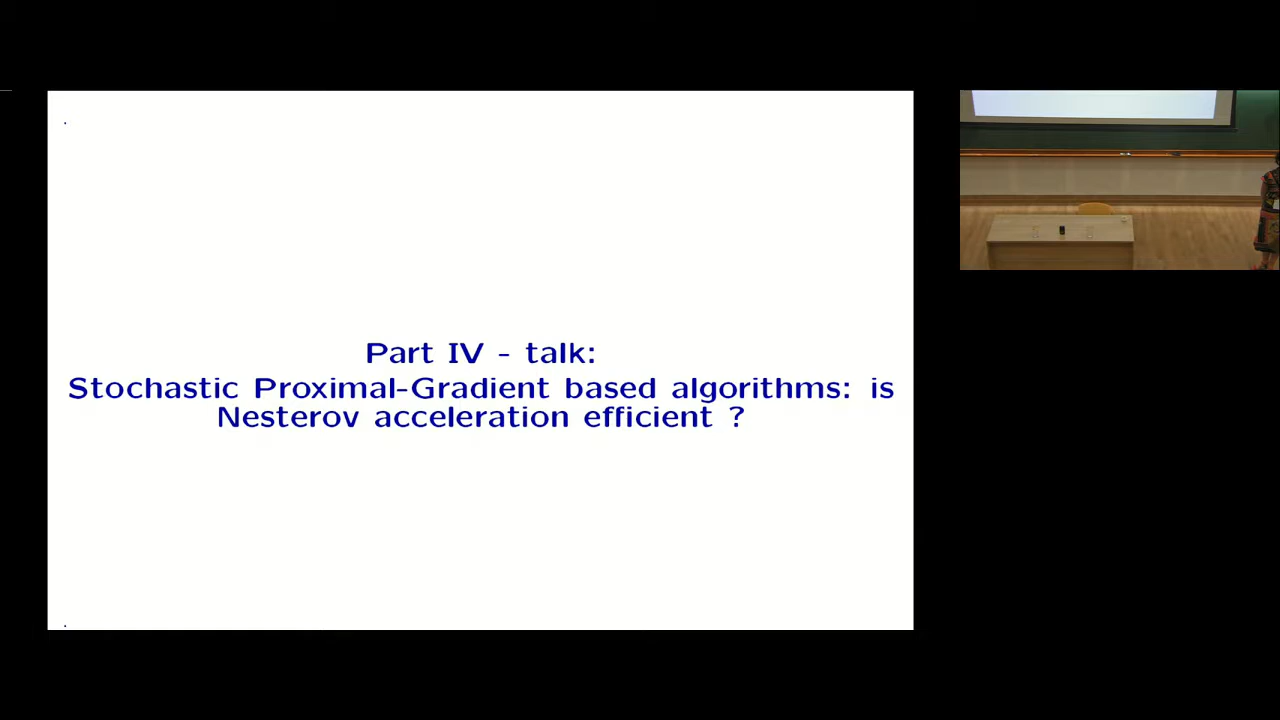 Part IV - talk:
Stochastic Proximal-Gradient based algorithms: is
Nesterov acceleration efficient ?